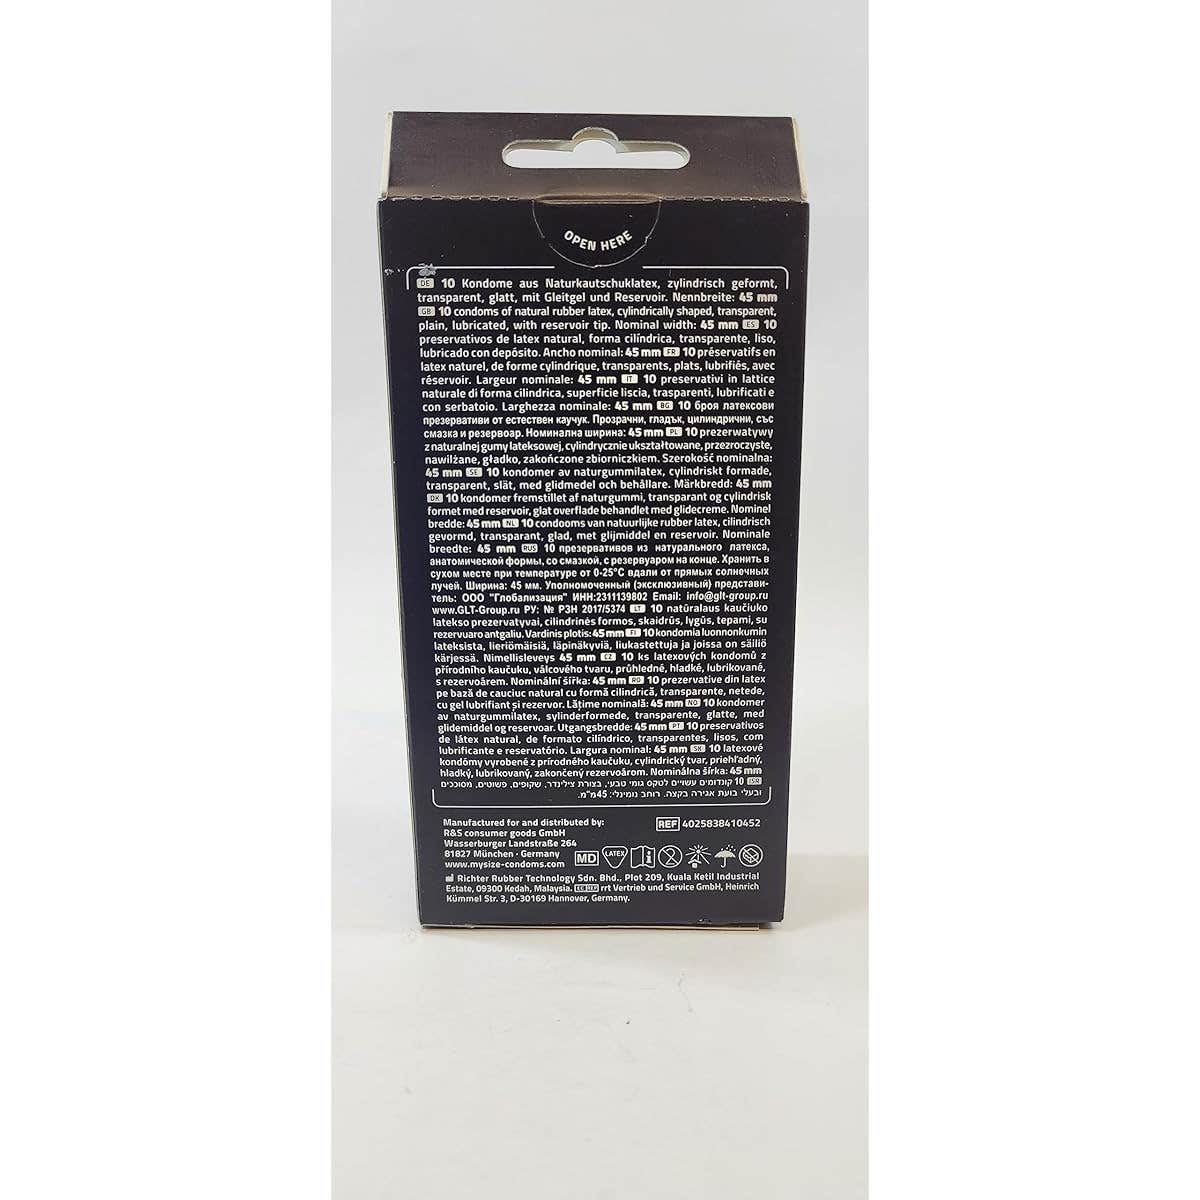 OPEN HERE
DE 10 Kondome aus Naturkautschuklatex, zylindrisch geformt,
transparent, glatt, mit Gleitgel und Reservoir. Nennbreite: 45 mm
GB 10 condoms of natural rubber latex, cylindrically shaped, transparent,
plain, lubricated, with reservoir tip. Nominal width: 45 mm ES 10
preservativos de latex natural, forma cilíndrica, transparente, liso,
lubricado con depósito. Ancho nominal: 45 mm FR 10 préservatifs en
latex naturel, de forme cylindrique, transparents, plats, lubrifiés, avec
réservoir. Largeur nominale: 45 mm IT 10 preservativi in lattice
naturale di forma cilindrica, superficie liscia, trasparenti, lubrificati e
con serbatoio. Larghezza nominale: 45 mm BG 10 броя латексови
презервативи от естествен каучук. Прозрачни, гладък, цилиндрични, със
смазка и резервоар. Номинална ширина: 45 mm PL 10 prezerwatywy
z naturalnej gumy lateksowej, cylindrycznie ukształtowane, przezroczyste,
nawilżane, gładko, zakończone zbiorniczkiem. Szerokość nominalna:
45 mm SE 10 kondomer av naturgummilatex, cylindriskt formade,
transparent, slät, med glidmedel och behållare. Märkbredd: 45 mm
DK 10 kondomer fremstillet af naturgummi, transparant og cylindrisk
formet med reservoir, glat overflade behandlet med glidecreme. Nominel
bredde: 45 mm NL 10 condooms van natuurlijke rubber latex, cilindrisch
gevormd, transparant, glad, met glijmiddel en reservoir. Nominale
breedte: 45 mm RUS 10 презервативов из натурального латекса,
анатомической формы, со смазкой, с резервуаром на конце. Хранить в
сухом месте при температуре от 0-25°C вдали от прямых солнечных
лучей. Ширина: 45 мм. Уполномоченный (эксклюзивный) представи-
тель: ООО "Глобализация" ИНН:2311139802 Email: info@glt-group.ru
www.GLT-Group.ru РУ: № РЗН 2017/5374 LT 10 natūralaus kaučiuko
latekso prezervatyvai, cilindrinės formos, skaidrūs, lygūs, tepami, su
rezervuaro antgaliu. Vardinis plotis: 45 mm FI 10 kondomia luonnonkumin
lateksista, lieriömäisiä, läpinäkyviä, liukastettuja ja joissa on säiliö
kärjessä. Nimellisleveys 45 mm CZ 10 ks latexových kondomů z
přírodního kaučuku, válcového tvaru, průhledné, hladké, lubrikované,
s rezervoárem. Nominální šířka: 45 mm RO 10 prezervative din latex
pe bază de cauciuc natural cu formă cilindrică, transparente, netede,
cu gel lubrifiant și rezervor. Lățime nominală: 45 mm NO 10 kondomer
av naturgummilatex, sylinderformede, transparente, glatte, med
glidemiddel og reservoar. Utgangsbredde: 45 mm PT 10 preservativos
de látex natural, de formato cilíndrico, transparentes, lisos, com
lubrificante e reservatório. Largura nominal: 45 mm SK 10 latexové
kondómy vyrobené z prírodného kaučuku, cylindrický tvar, priehľadný,
hladký, lubrikovaný, zakončený rezervoárom. Nominálna šírka: 45 mm
ISR 10 קונדומים עשויים לטקס גומי טבעי, בצורת צילינדר, שקופים, פשוטים, מסוככים
ובעלי בועת אגירה בקצה. רוחב נומינלי: 45מ"מ.
Manufactured for and distributed by:
R&S consumer goods GmbH
Wasserburger Landstraße 264
81827 München · Germany
www.mysize-condoms.com
REF 4025838410452
MD LATEX
Richter Rubber Technology Sdn. Bhd., Plot 209, Kuala Ketil Industrial
Estate, 09300 Kedah, Malaysia. EC REP rrt Vertrieb und Service GmbH, Heinrich
Kümmel Str. 3, D-30169 Hannover, Germany.